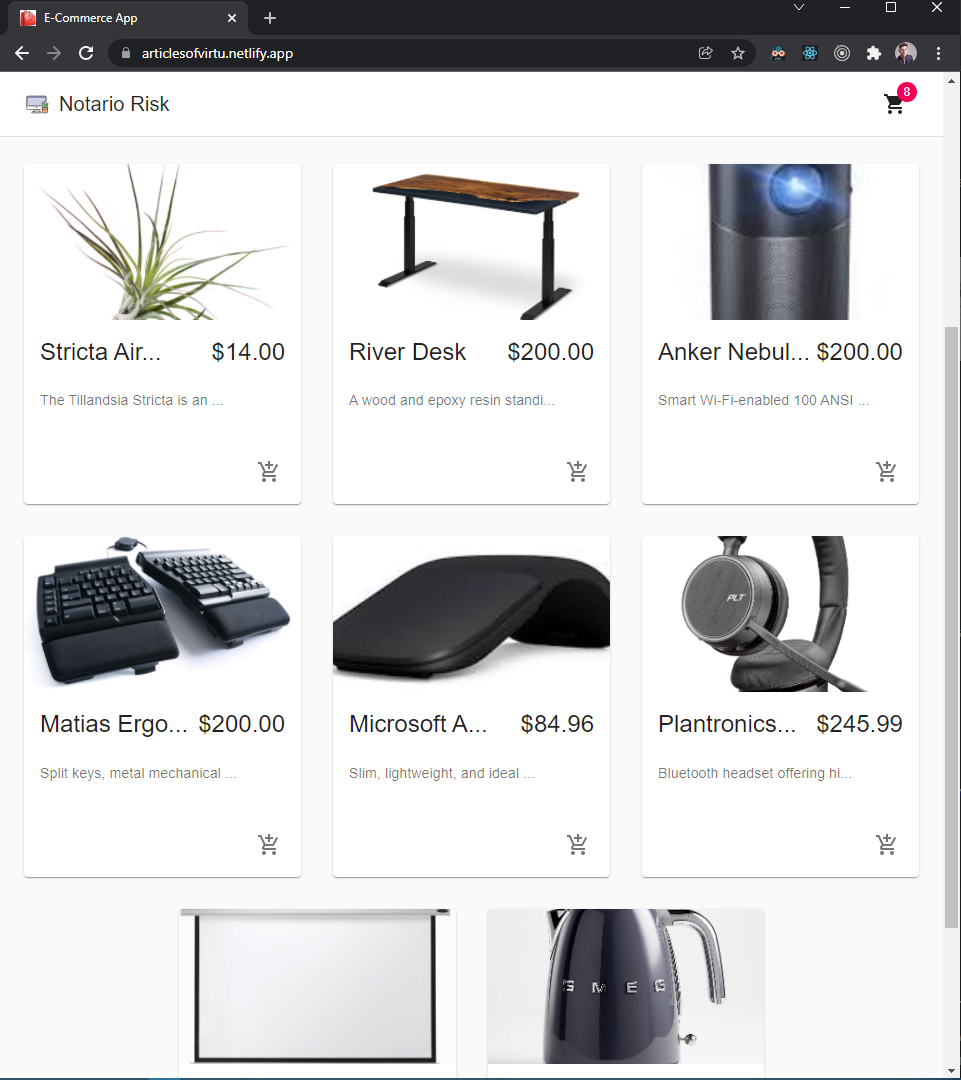 E-Commerce App
articlesofvirtu.netlify.app
Notario Risk
8
Stricta Air... $14.00
The Tillandsia Stricta is an ...
River Desk $200.00
A wood and epoxy resin standi...
Anker Nebul... $200.00
Smart Wi-Fi-enabled 100 ANSI ...
Matias Ergo... $200.00
Split keys, metal mechanical ...
Microsoft A... $84.96
Slim, lightweight, and ideal ...
PLT
Plantronics... $245.99
Bluetooth headset offering hi...
SMEG